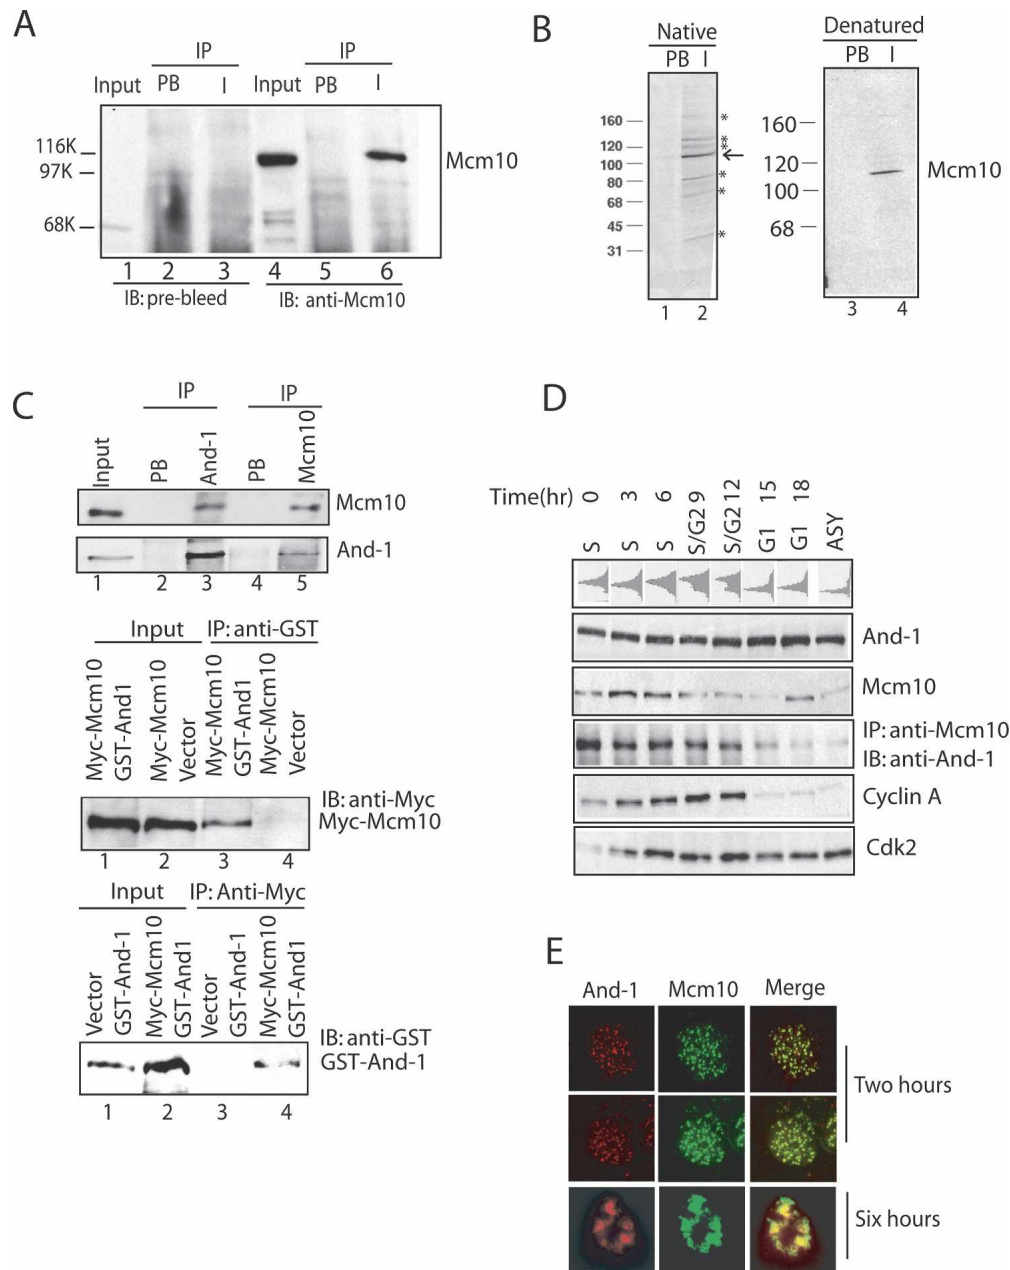 A
IP IP
Input PB I Input PB I
116K
97K
68K
Mcm10
1 2 3 4 5 6
IB: pre-bleed IB: anti-Mcm10
B
Native Denatured
PB I PB I
160
120
100
80
68
45
31
*
*
*
*
*
*
160
120
100
68
Mcm10
1 2 3 4
C
IP IP
Input PB And-1 PB Mcm10
Mcm10
And-1
1 2 3 4 5
Input IP: anti-GST
Myc-Mcm10 Myc-Mcm10 Myc-Mcm10 Myc-Mcm10
GST-And1 Vector GST-And1 Vector
IB: anti-Myc
Myc-Mcm10
1 2 3 4
Input IP: Anti-Myc
Vector Myc-Mcm10 Vector Myc-Mcm10
GST-And-1 GST-And1 GST-And-1 GST-And1
IB: anti-GST
GST-And-1
1 2 3 4
D
Time(hr) 0 3 6 9 12 15 18
S S S S/G2 S/G2 G1 G1 ASY
And-1
Mcm10
IP: anti-Mcm10
IB: anti-And-1
Cyclin A
Cdk2
E
And-1 Mcm10 Merge
Two hours
Six hours